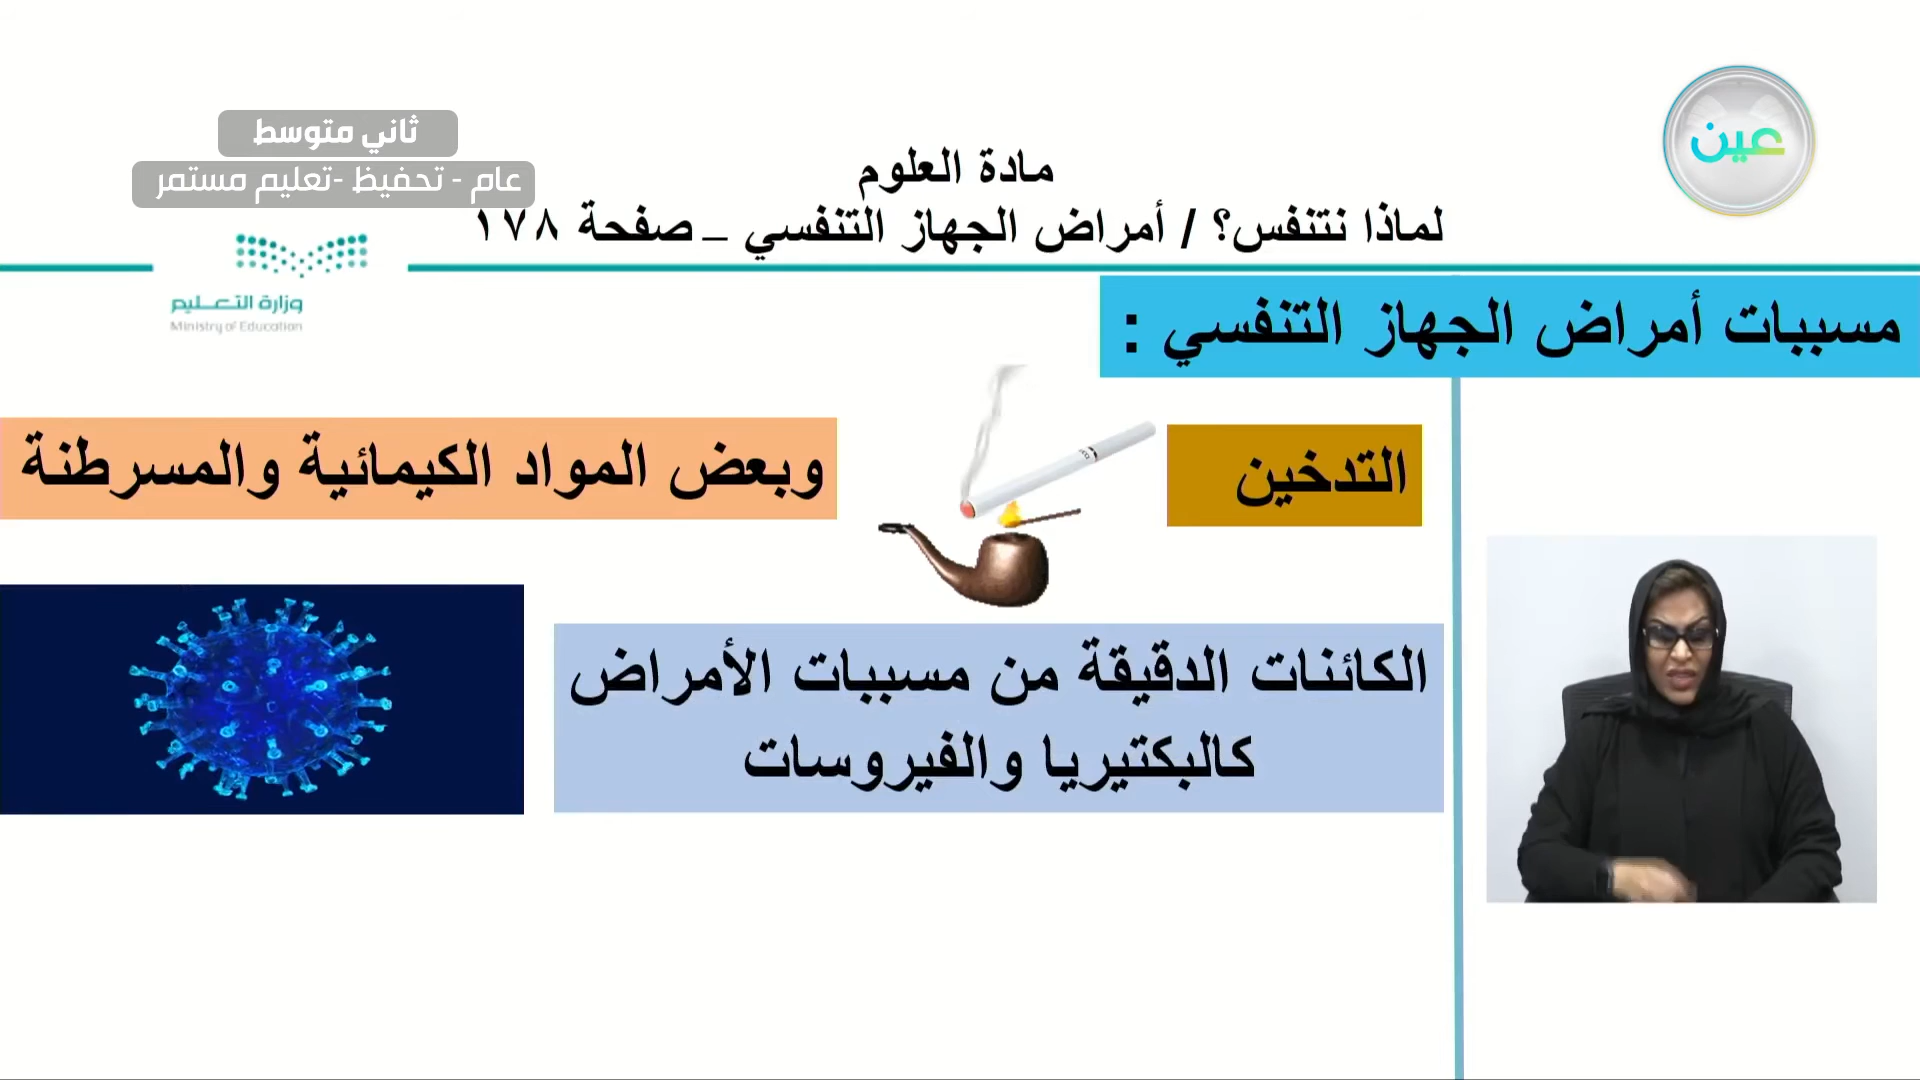 ثاني متوسط
عام - تحفيظ -تعليم مستمر
عين
مادة العلوم
لماذا نتنفس؟ / أمراض الجهاز التنفسي – صفحة ١٧٨
وزارة التعليم
Ministry of Education
مسببات أمراض الجهاز التنفسي :
التدخين
وبعض المواد الكيمائية والمسرطنة
الكائنات الدقيقة من مسببات الأمراض
كالبكتيريا والفيروسات